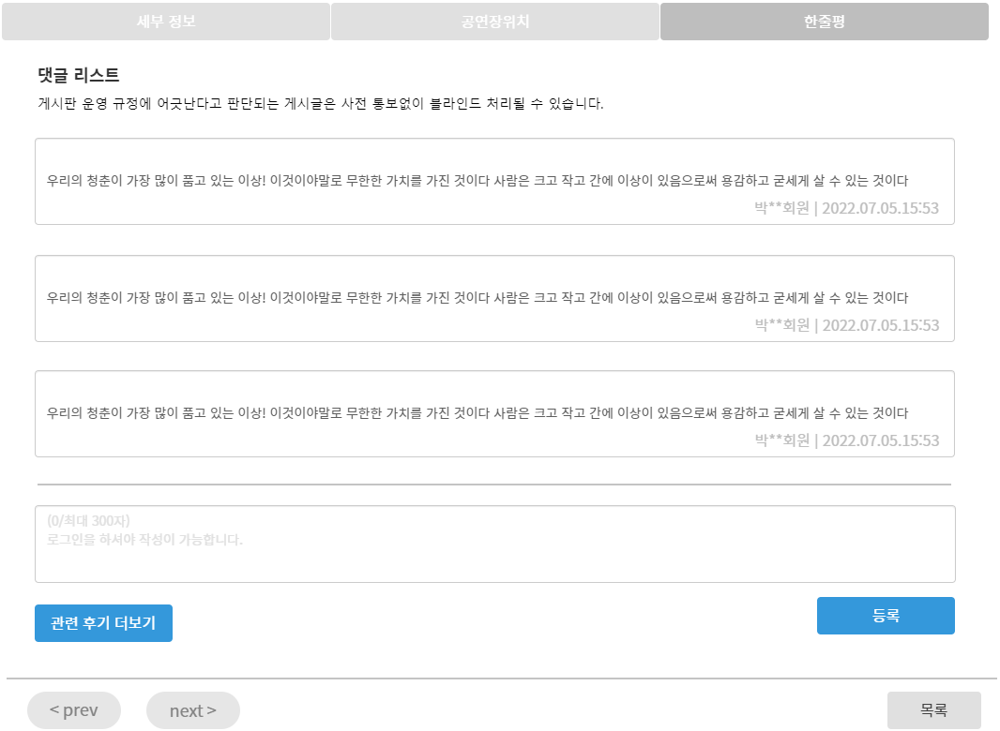 세부 정보
공연장위치
한줄평
댓글 리스트
게시판 운영 규정에 어긋난다고 판단되는 게시글은 사전 통보없이 블라인드 처리될 수 있습니다.
우리의 청춘이 가장 많이 품고 있는 이상! 이것이야말로 무한한 가치를 가진 것이다 사람은 크고 작고 간에 이상이 있음으로써 용감하고 굳세게 살 수 있는 것이다
박**회원 | 2022.07.05.15:53
우리의 청춘이 가장 많이 품고 있는 이상! 이것이야말로 무한한 가치를 가진 것이다 사람은 크고 작고 간에 이상이 있음으로써 용감하고 굳세게 살 수 있는 것이다
박**회원 | 2022.07.05.15:53
우리의 청춘이 가장 많이 품고 있는 이상! 이것이야말로 무한한 가치를 가진 것이다 사람은 크고 작고 간에 이상이 있음으로써 용감하고 굳세게 살 수 있는 것이다
박**회원 | 2022.07.05.15:53
(0/최대 300자)
로그인을 하셔야 작성이 가능합니다.
관련 후기 더보기
등록
< prev
next >
목록